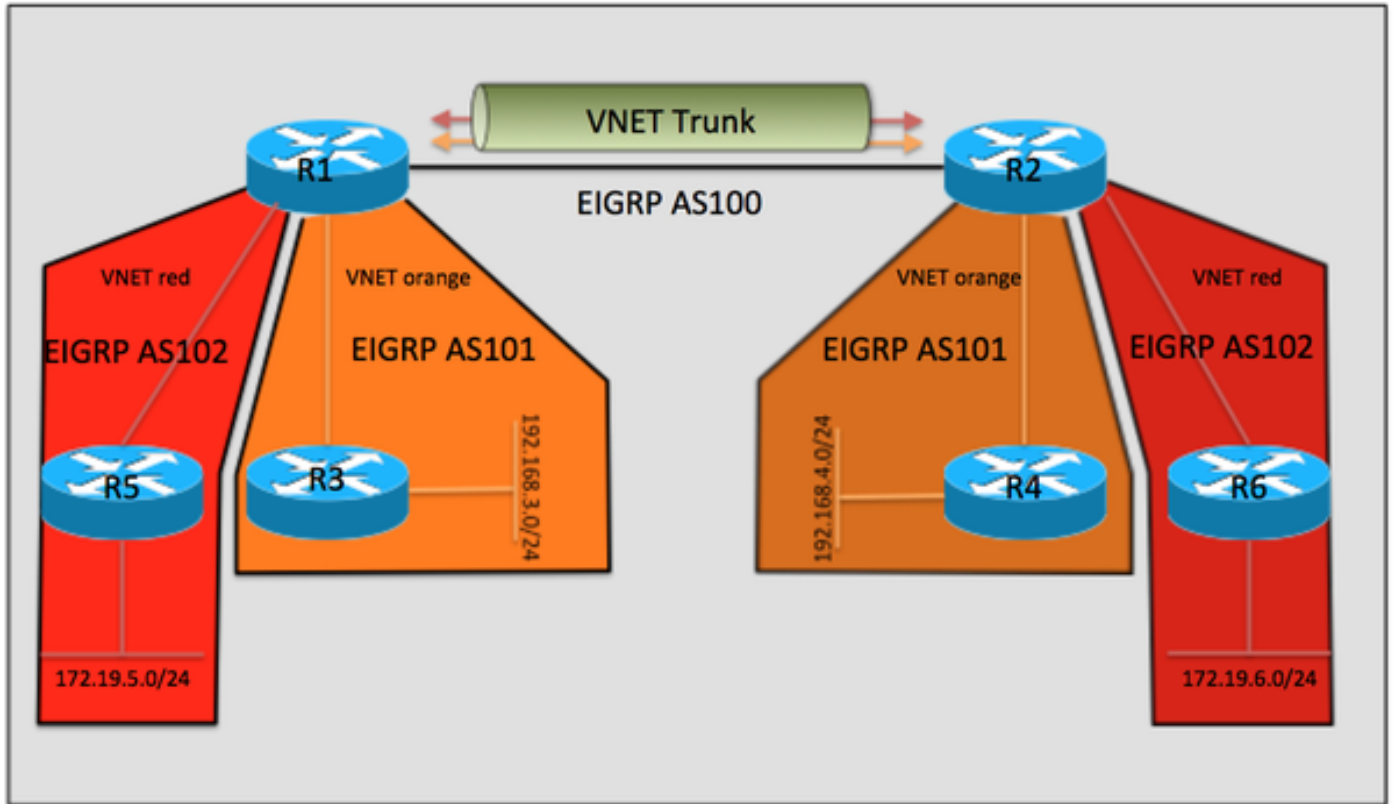 VNET Trunk
R1
R2
EIGRP AS100
VNET red
VNET orange
VNET orange
VNET red
EIGRP AS102
EIGRP AS101
EIGRP AS101
EIGRP AS102
192.168.3.0/24
192.168.4.0/24
R5
R3
R4
R6
172.19.5.0/24
172.19.6.0/24